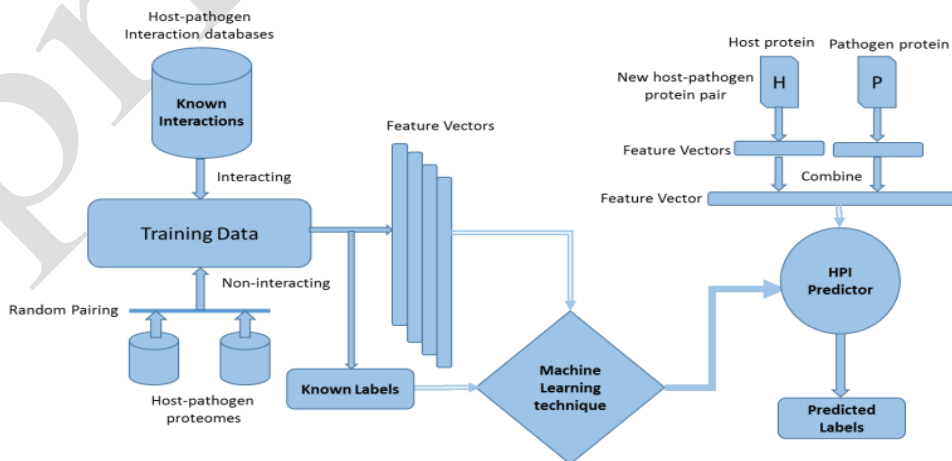 Host-pathogen
Interaction databases
Known
Interactions
Interacting
Training Data
Non-interacting
Random Pairing
Host-pathogen
proteomes
Feature Vectors
Known Labels
Machine
Learning
technique
Host protein
Pathogen protein
New host-pathogen
protein pair
H
P
Feature Vectors
Combine
Feature Vector
HPI
Predictor
Predicted
Labels